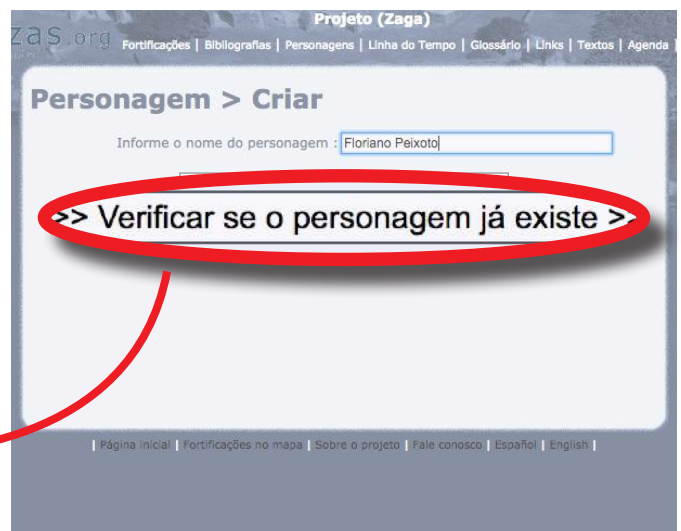 Projeto (Zaga)
zas.org
Fortificações | Bibliografias | Personagens | Linha do Tempo | Glossário | Links | Textos | Agenda |
Personagem > Criar
Informe o nome do personagem : Floriano Peixoto
>> Verificar se o personagem já existe >>
| Página Inicial | Fortificações no mapa | Sobre o projeto | Fale conosco | Español | English |